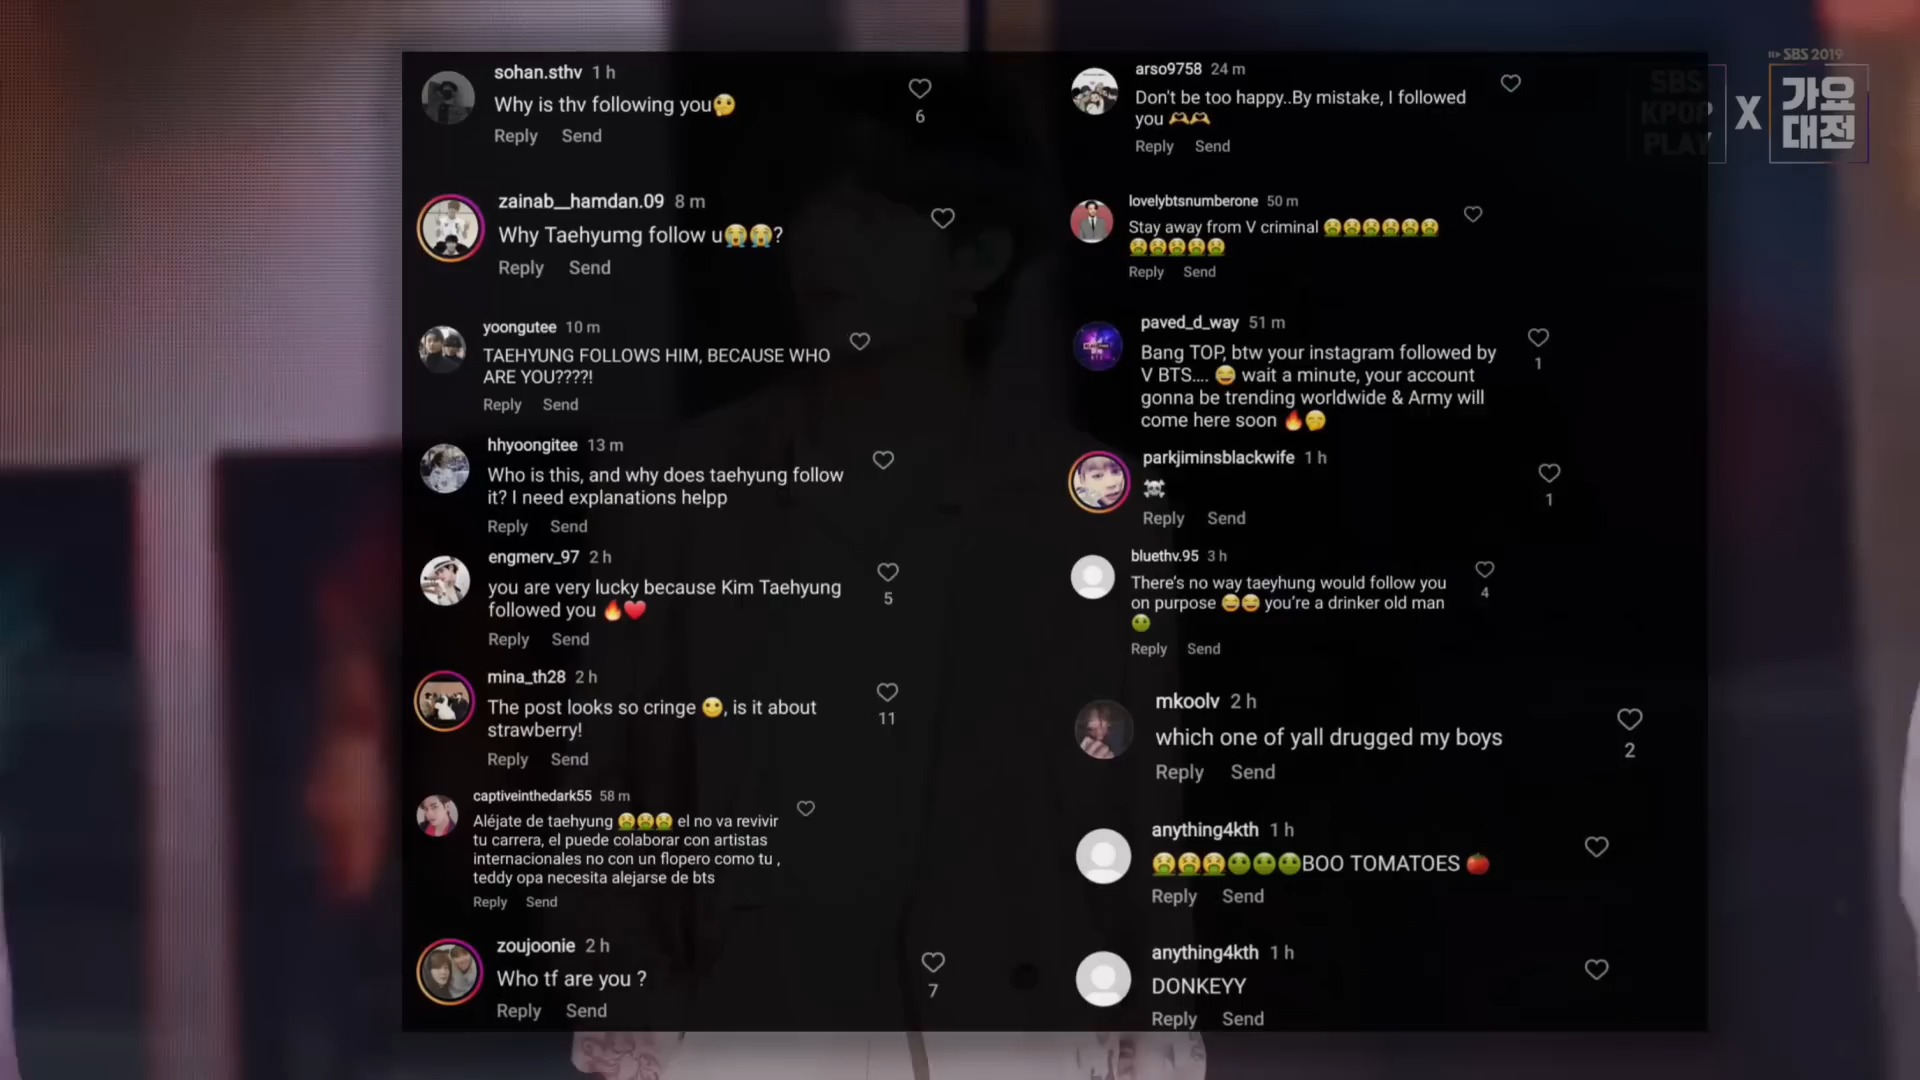 sohan.sthv 1 h
Why is thv following you🤔
6
Reply Send
zainab__hamdan.09 8 m
Why Taehyumg follow u😭😭?
Reply Send
yoongutee 10 m
TAEHYUNG FOLLOWS HIM, BECAUSE WHO
ARE YOU????!
Reply Send
hhyoongitee 13 m
Who is this, and why does taehyung follow
it? I need explanations helpp
Reply Send
engmerv_97 2 h
you are very lucky because Kim Taehyung
followed you 🔥❤️
5
Reply Send
mina_th28 2 h
The post looks so cringe 🙂, is it about
strawberry!
11
Reply Send
captiveinthedark55 58 m
Aléjate de taehyung 🤮🤮🤮 el no va revivir
tu carrera, el puede colaborar con artistas
internacionales no con un flopero como tu ,
teddy opa necesita alejarse de bts
Reply Send
zoujoonie 2 h
Who tf are you ?
7
Reply Send
arso9758 24 m
Don't be too happy..By mistake, I followed
you 🫶🫶
Reply Send
lovelybtsnumberone 50 m
Stay away from V criminal 🤮🤮🤮🤮🤮🤮
🤮🤮🤮🤮🤮
Reply Send
paved_d_way 51 m
Bang TOP, btw your instagram followed by
V BTS.... 😂 wait a minute, your account
gonna be trending worldwide & Army will
come here soon 🔥🤭
1
parkjiminsblackwife 1 h
☠️
1
Reply Send
bluethv.95 3 h
There's no way taeyhung would follow you
on purpose 😂😂 you're a drinker old man
🤢
4
Reply Send
mkoolv 2 h
which one of yall drugged my boys
2
Reply Send
anything4kth 1 h
🤮🤮🤮🤢🤢🤢BOO TOMATOES 🍅
Reply Send
anything4kth 1 h
DONKEYY
Reply Send
SBS
KPOP
PLAY
X
SBS 2019
가요
대전